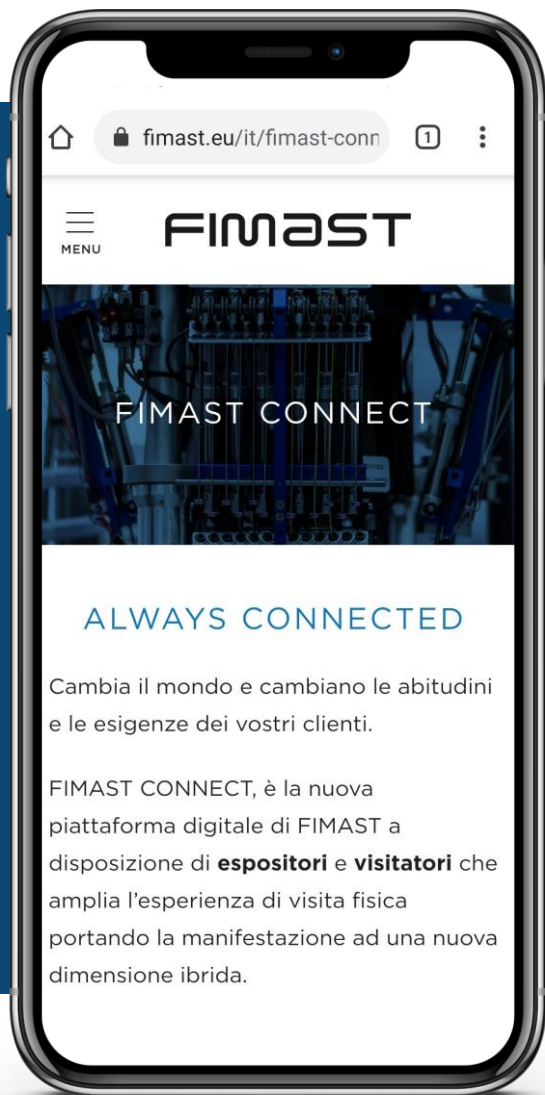 fimast.eu/it/fimast-conn
1
MENU
FIMAST
FIMAST CONNECT
ALWAYS CONNECTED
Cambia il mondo e cambiano le abitudini
e le esigenze dei vostri clienti.
FIMAST CONNECT, è la nuova
piattaforma digitale di FIMAST a
disposizione di espositori e visitatori che
amplia l’esperienza di visita fisica
portando la manifestazione ad una nuova
dimensione ibrida.